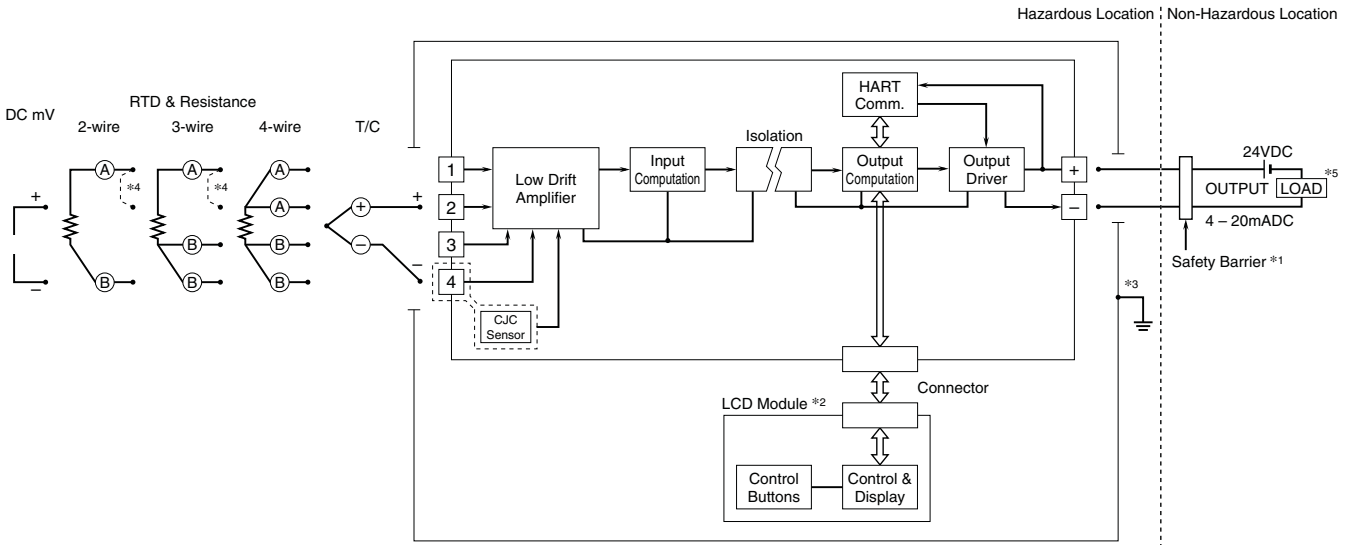 Hazardous Location
Non-Hazardous Location
DC mV
RTD & Resistance
2-wire
3-wire
4-wire
T/C
+
–
A
*4
B
A
*4
B
B
A
A
B
B
+
–
+
–
1
2
3
4
CJC
Sensor
Low Drift
Amplifier
Input
Computation
Isolation
HART
Comm.
Output
Computation
Output
Driver
+
–
24VDC
OUTPUT
LOAD
*5
4 – 20mADC
Safety Barrier *1
*3
Connector
LCD Module *2
Control
Buttons
Control &
Display